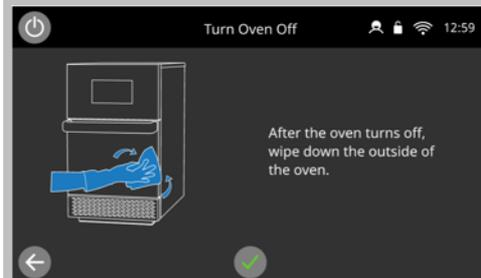 Turn Oven Off
12:59
After the oven turns off,
wipe down the outside of
the oven.